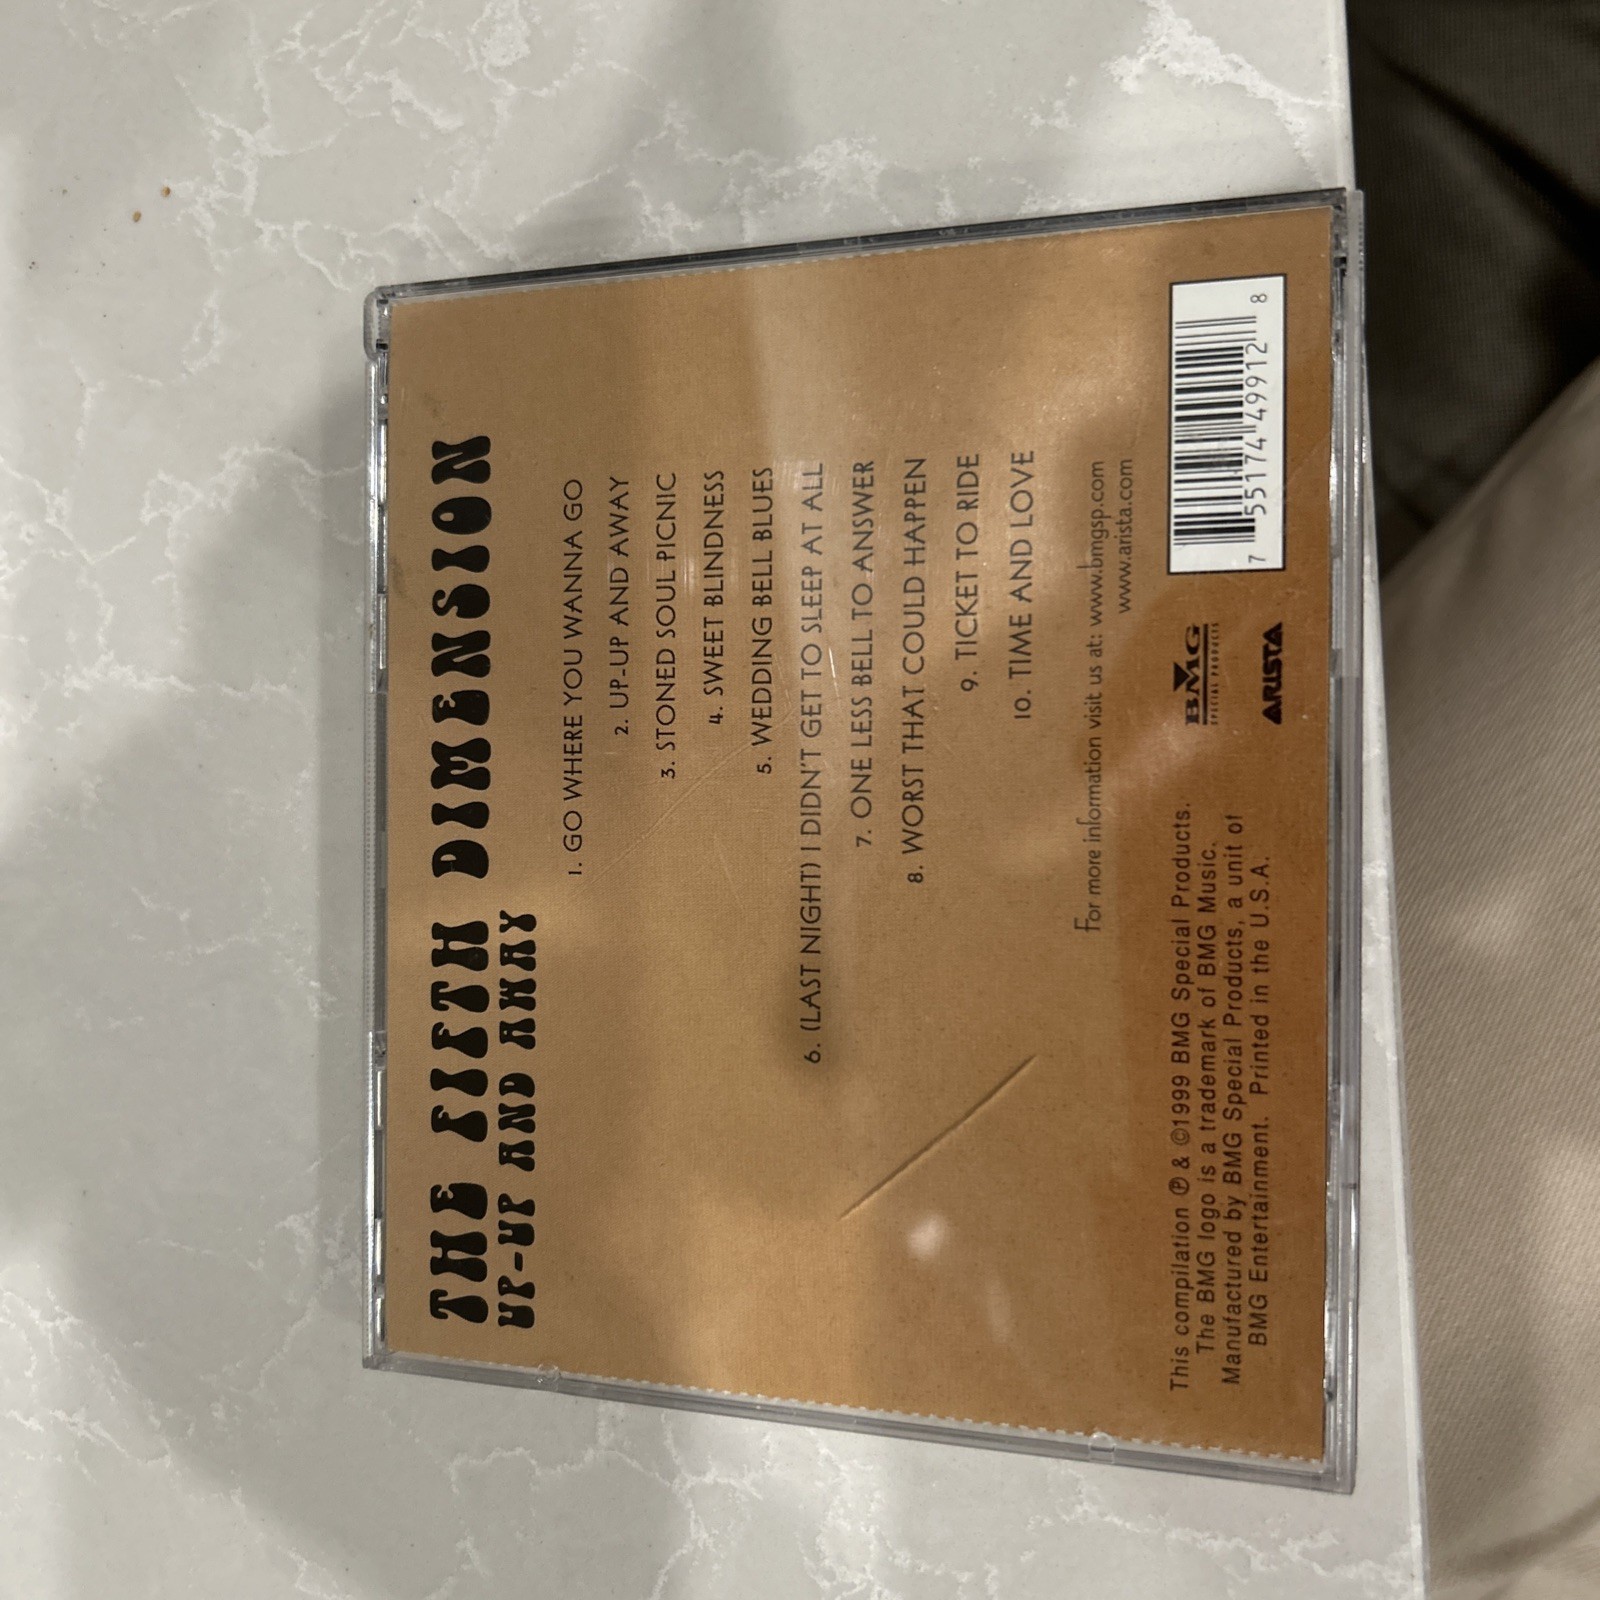 THE FIFTH DIMENSION
UP-UP AND AWAY
1. GO WHERE YOU WANNA GO
2. UP-UP AND AWAY
3. STONED SOUL PICNIC
4. SWEET BLINDNESS
5. WEDDING BELL BLUES
6. (LAST NIGHT) I DIDN'T GET TO SLEEP AT ALL
7. ONE LESS BELL TO ANSWER
8. WORST THAT COULD HAPPEN
9. TICKET TO RIDE
10. TIME AND LOVE
For more information visit us at: www.bmgsp.com
www.arista.com
This compilation ℗ & ©1999 BMG Special Products.
The BMG logo is a trademark of BMG Music.
Manufactured by BMG Special Products, a unit of
BMG Entertainment. Printed in the U.S.A.
BMG
SPECIAL PRODUCTS
ARISTA
7 55174 49912 8